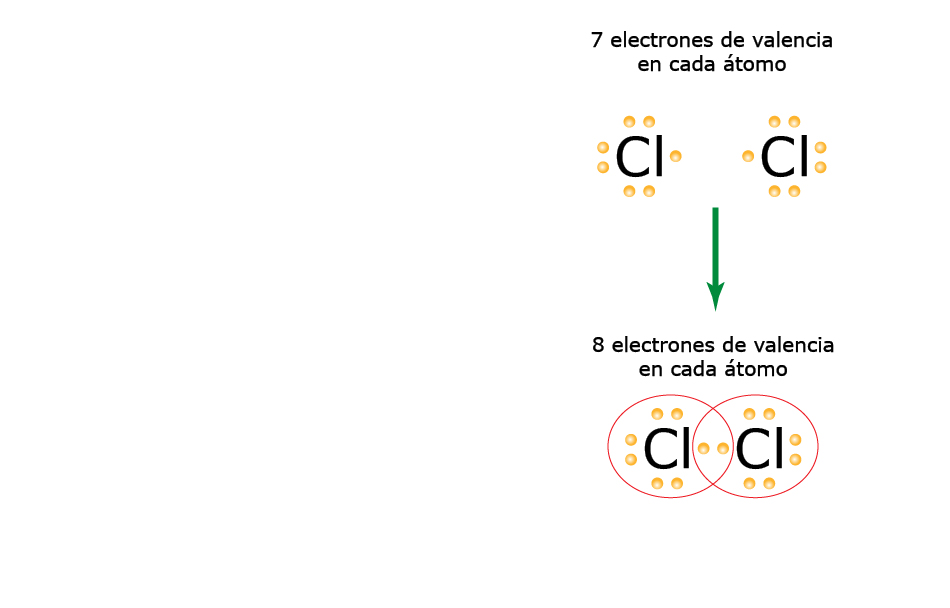 7 electrones de valencia
en cada átomo
Cl Cl
8 electrones de valencia
en cada átomo
Cl Cl